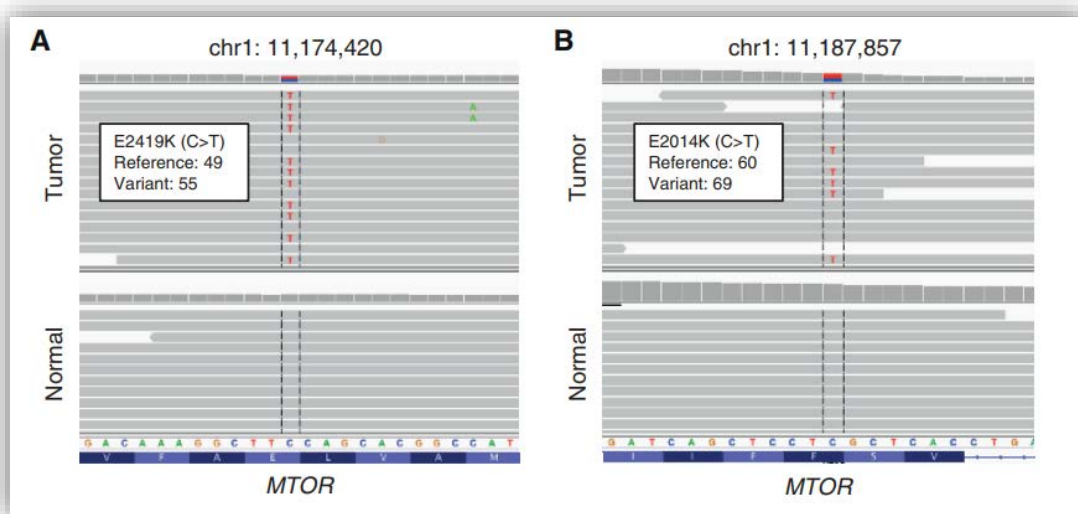 A
chr1: 11,174,420
Tumor
T
T
A
T
A
T
E2419K (C>T)
Reference: 49
Variant: 55
T
T
T
T
T
T
T
Normal
G A C A A A G G C T T C C A G C A C G G C C A T
V F A E L V A M
MTOR
B
chr1: 11,187,857
Tumor
T
E2014K (C>T)
Reference: 60
Variant: 69
T
T
T
T
T
Normal
G A T C A G C T C C T C G C T C A C C T G A
I I F F S V
MTOR